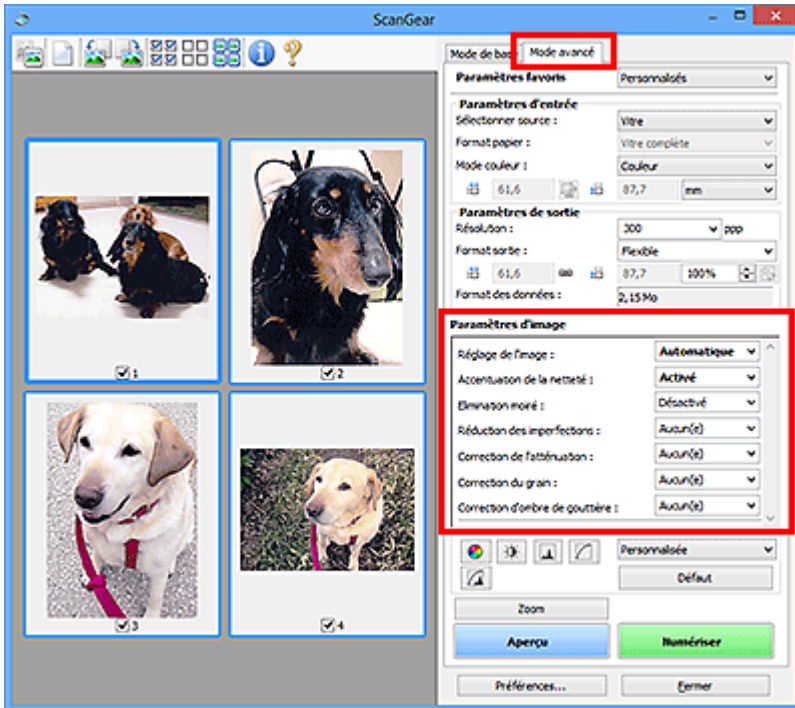 ScanGear
Mode de base Mode avancé
Paramètres favoris Personnalisés
Paramètres d'entrée
Sélectionner source : Vitre
Format papier : Vitre complète
Mode couleur : Couleur
61,6 87,7 mm
Paramètres de sortie
Résolution : 300 ppp
Format sortie : Flexible
61,6 87,7 100%
Format des données : 2,15 Mo
Paramètres d'image
Réglage de l'image : Automatique
Accentuation de la netteté : Activé
Elimination moiré : Désactivé
Réduction des imperfections : Aucun(e)
Correction de l'atténuation : Aucun(e)
Correction du grain : Aucun(e)
Correction d'ombre de gouttière : Aucun(e)
Personnalisée
Défaut
Zoom
Aperçu Numériser
Préférences... Fermer
1 2
3 4